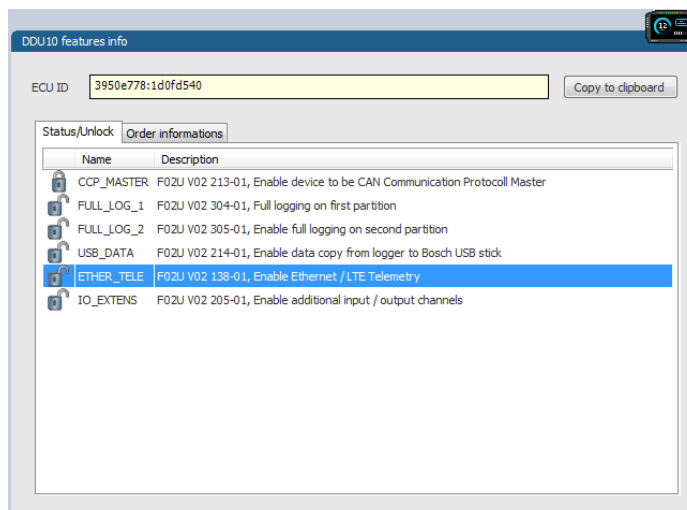 DDU10 features info
12
ECU ID 3950e778:1d0fd540 Copy to clipboard
Status/Unlock Order informations
Name Description
CCP_MASTER F02U V02 213-01, Enable device to be CAN Communication Protocoll Master
FULL_LOG_1 F02U V02 304-01, Full logging on first partition
FULL_LOG_2 F02U V02 305-01, Enable full logging on second partition
USB_DATA F02U V02 214-01, Enable data copy from logger to Bosch USB stick
ETHER_TELE F02U V02 138-01, Enable Ethernet / LTE Telemetry
IO_EXTENS F02U V02 205-01, Enable additional input / output channels